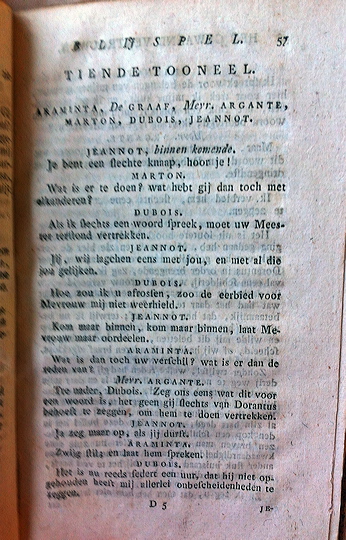 BLIJSPEL. 57
TIENDE TOONEEL.
ARAMINTA, De GRAAF, Mevr. ARGANTE,
MARTON, DUBOIS, JEANNOT.
JEANNOT, binnen komende.
Je bent een slechte knaap, hoor je!
MARTON.
Wat is er te doen? wat hebt gij dan toch met
elkanderen?
DUBOIS.
Als ik slechts een woord spreek, moet uw Mees-
ter terstond vertrekken.
JEANNOT.
Jij, wij lagchen eens met jou, en met al die
jou gelijken.
DUBOIS.
Hoe zou ik u afrossen, zoo de eerbied voor
Mevrouw mij niet weerhield.
JEANNOT.
Kom maar binnen, kom maar binnen, laat Me-
vrouw maar oordeelen.
ARAMINTA.
Wat is dan toch uw verschil? wat is er dan de
reden van?
Mevr. ARGANTE.
Tree nader, Dubois. Zeg ons eens wat dit voor
een woord is, het geen gij slechts van Dorantus
behoeft te zeggen, om hem te doen vertrekken.
JEANNOT.
Ja zeg maar op, als jij durft.
ARAMINTA.
Zwijg stil, en laat hem spreken.
DUBOIS.
Het is nu reeds sedert een uur, dat hij niet op-
gehouden heeft mij allerlei onbescheidenheden te
zeggen.
D 5 JE-